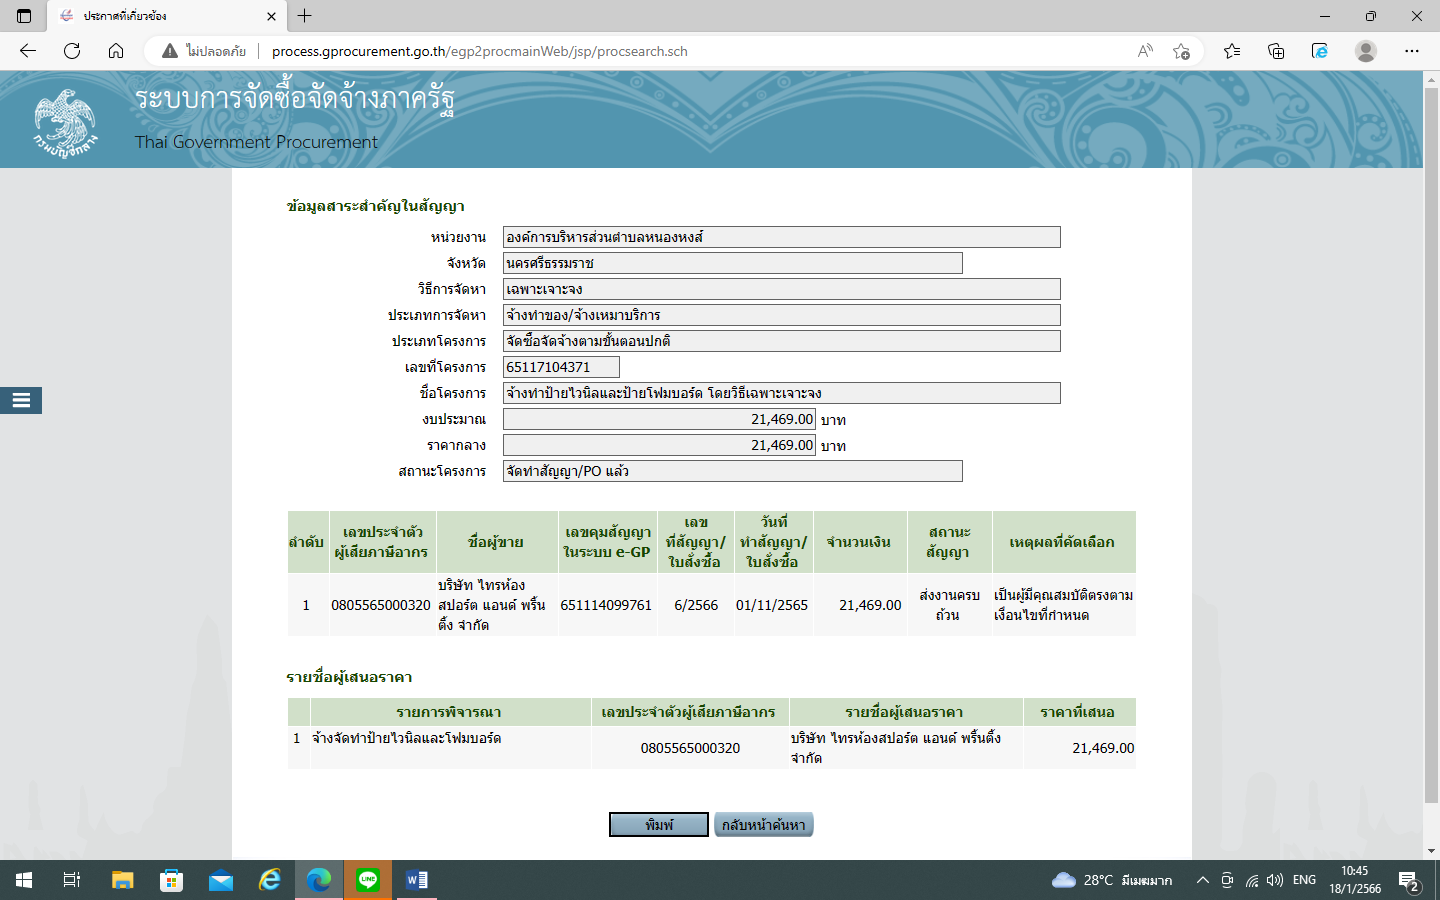 ประกาศที่เกี่ยวข้อง
ไม่ปลอดภัย
process.gprocurement.go.th/egp2procmainWeb/jsp/procsearch.sch
ระบบการจัดซื้อจัดจ้างภาครัฐ
Thai Government Procurement
กรมบัญชีกลาง
ข้อมูลสาระสำคัญในสัญญา
หน่วยงาน องค์การบริหารส่วนตำบลหนองหงส์
จังหวัด นครศรีธรรมราช
วิธีการจัดหา เฉพาะเจาะจง
ประเภทการจัดหา จ้างทำของ/จ้างเหมาบริการ
ประเภทโครงการ จัดซื้อจัดจ้างตามขั้นตอนปกติ
เลขที่โครงการ 65117104371
ชื่อโครงการ จ้างทำป้ายไวนิลและป้ายโฟมบอร์ด โดยวิธีเฉพาะเจาะจง
งบประมาณ 21,469.00 บาท
ราคากลาง 21,469.00 บาท
สถานะโครงการ จัดทำสัญญา/PO แล้ว
ลำดับ เลขประจำตัวผู้เสียภาษีอากร ชื่อผู้ขาย เลขคุมสัญญาในระบบ e-GP เลขที่สัญญา/ใบสั่งซื้อ วันที่ทำสัญญา/ใบสั่งซื้อ จำนวนเงิน สถานะสัญญา เหตุผลที่คัดเลือก
1 0805565000320 บริษัท ไทรห้องสปอร์ต แอนด์ พริ้นติ้ง จำกัด 651114099761 6/2566 01/11/2565 21,469.00 ส่งงานครบถ้วน เป็นผู้มีคุณสมบัติตรงตามเงื่อนไขที่กำหนด
รายชื่อผู้เสนอราคา
รายการพิจารณา เลขประจำตัวผู้เสียภาษีอากร รายชื่อผู้เสนอราคา ราคาที่เสนอ
1 จ้างจัดทำป้ายไวนิลและโฟมบอร์ด 0805565000320 บริษัท ไทรห้องสปอร์ต แอนด์ พริ้นติ้ง จำกัด 21,469.00
พิมพ์ กลับหน้าค้นหา
LINE
28°C มีเมฆมาก ENG 10:45
18/1/2566 2